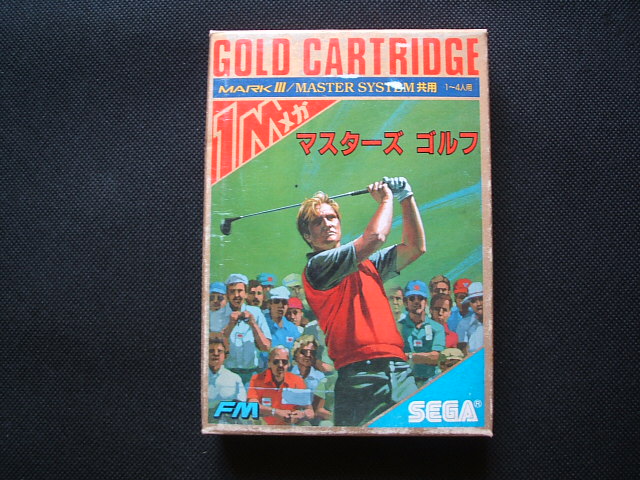 GOLD CARTRIDGE
MARK III/MASTER SYSTEM共用 1〜4人用
1Mメガ
マスターズ ゴルフ
FM
SEGA®